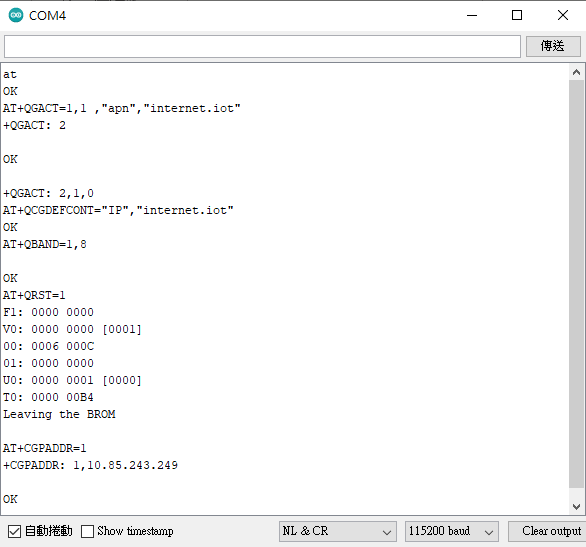 COM4
傳送
at
OK
AT+QGACT=1,1 ,"apn","internet.iot"
+QGACT: 2
OK
+QGACT: 2,1,0
AT+QCGDEFCONT="IP","internet.iot"
OK
AT+QBAND=1,8
OK
AT+QRST=1
F1: 0000 0000
V0: 0000 0000 [0001]
00: 0006 000C
01: 0000 0000
U0: 0000 0001 [0000]
T0: 0000 00B4
Leaving the BROM
AT+CGPADDR=1
+CGPADDR: 1,10.85.243.249
OK
自動捲動 Show timestamp NL & CR 115200 baud Clear output